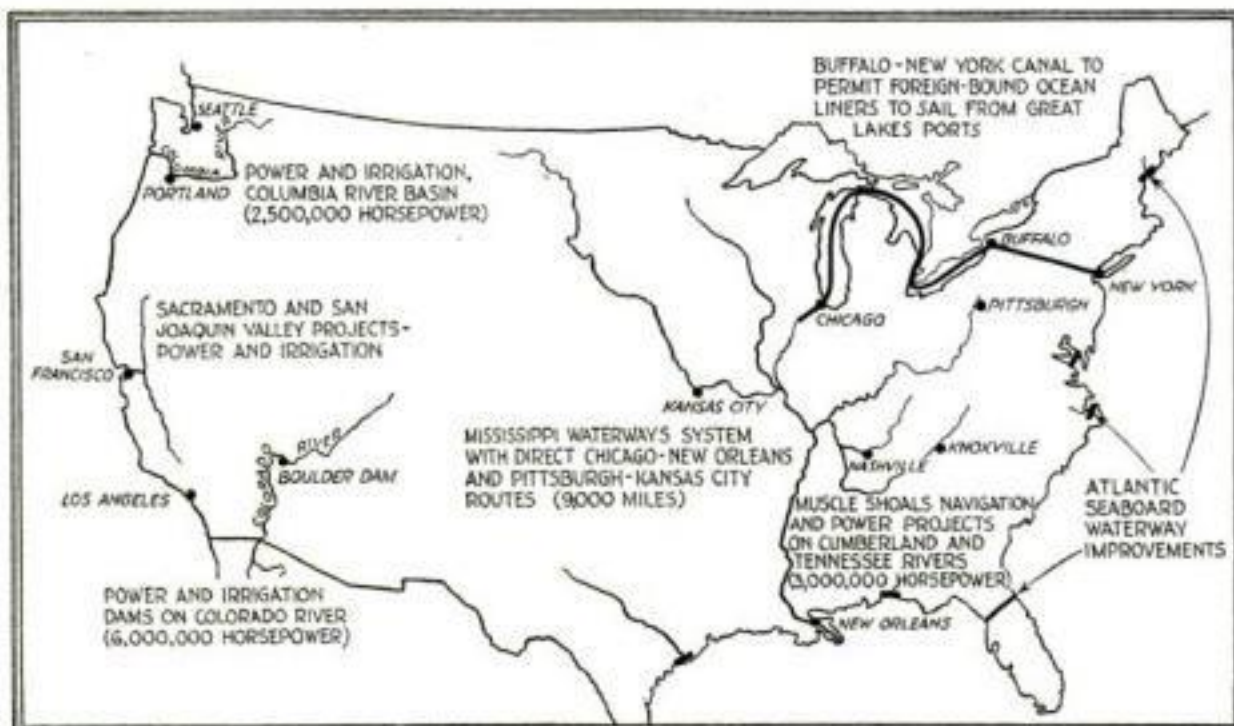 BUFFALO-NEW YORK CANAL TO
PERMIT FOREIGN-BOUND OCEAN
LINERS TO SAIL FROM GREAT
LAKES PORTS
SEATTLE
COLUMBIA
RIVER
PORTLAND
POWER AND IRRIGATION,
COLUMBIA RIVER BASIN
(2,500,000 HORSEPOWER)
BUFFALO
NEW YORK
PITTSBURGH
CHICAGO
SACRAMENTO AND SAN
JOAQUIN VALLEY PROJECTS-
POWER AND IRRIGATION
SAN
FRANCISCO
KANSAS CITY
MISSISSIPPI WATERWAYS SYSTEM
WITH DIRECT CHICAGO-NEW ORLEANS
AND PITTSBURGH-KANSAS CITY
ROUTES (9,000 MILES)
NASHVILLE
KNOXVILLE
COLORADO
RIVER
BOULDER DAM
LOS ANGELES
MUSCLE SHOALS NAVIGATION
AND POWER PROJECTS
ON CUMBERLAND AND
TENNESSEE RIVERS
(3,000,000 HORSEPOWER)
ATLANTIC
SEABOARD
WATERWAY
IMPROVEMENTS
POWER AND IRRIGATION
DAMS ON COLORADO RIVER
(6,000,000 HORSEPOWER)
NEW ORLEANS